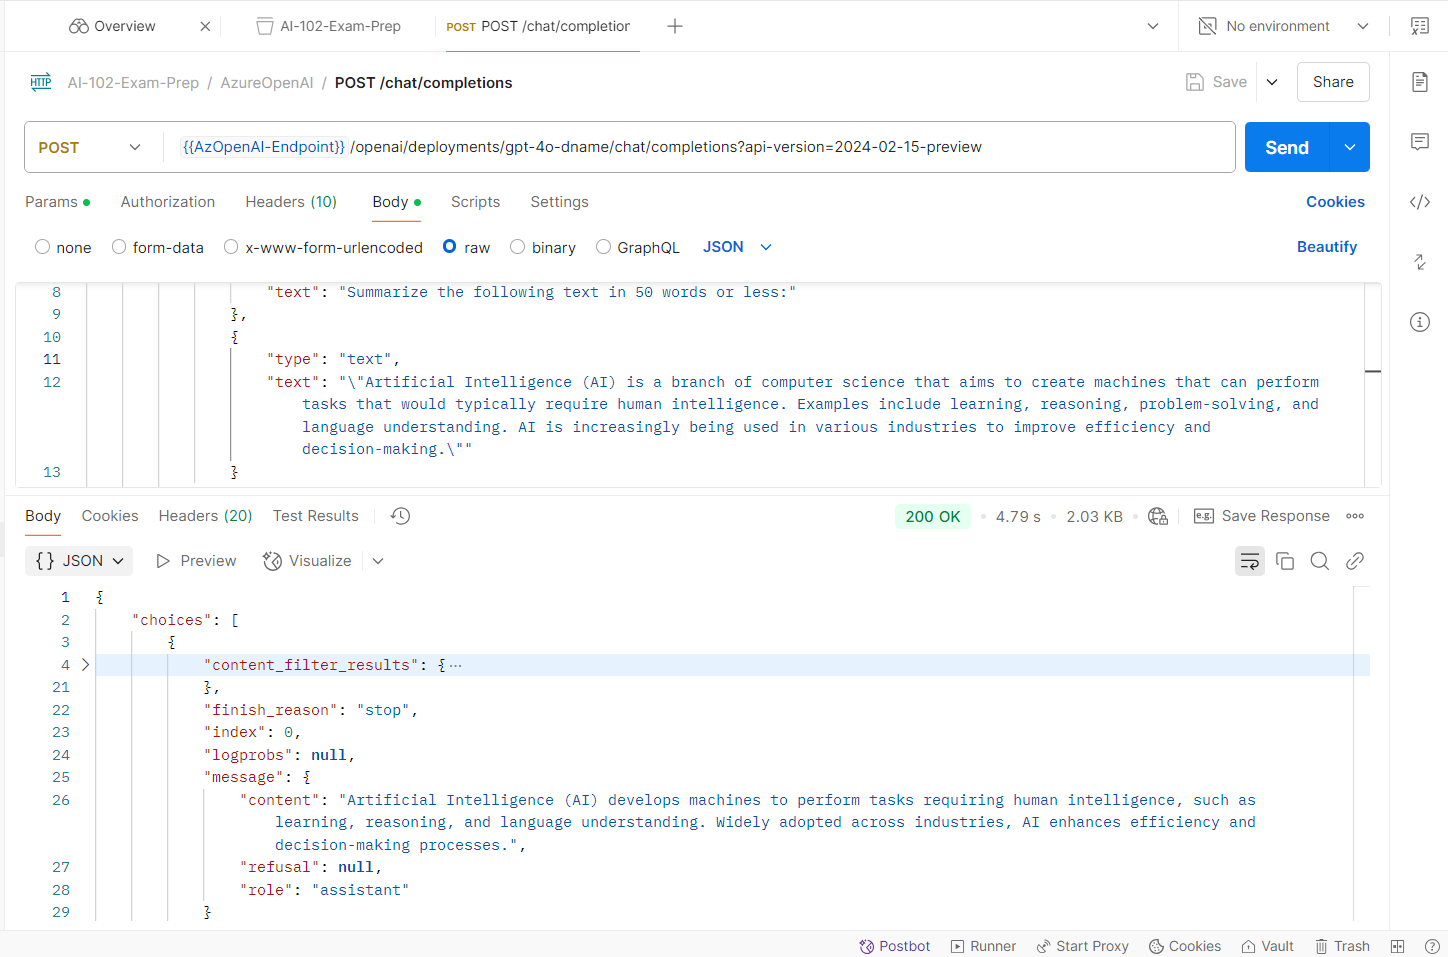 Overview
AI-102-Exam-Prep
POST POST /chat/completion
No environment
HTTP AI-102-Exam-Prep / AzureOpenAI / POST /chat/completions
Save
Share
POST
{{AzOpenAI-Endpoint}} /openai/deployments/gpt-4o-dname/chat/completions?api-version=2024-02-15-preview
Send
Params Authorization Headers (10) Body Scripts Settings
Cookies
none form-data x-www-form-urlencoded raw binary GraphQL JSON
Beautify
8 "text": "Summarize the following text in 50 words or less:"
9 },
10 {
11 "type": "text",
12 "text": "\"Artificial Intelligence (AI) is a branch of computer science that aims to create machines that can perform
tasks that would typically require human intelligence. Examples include learning, reasoning, problem-solving, and
language understanding. AI is increasingly being used in various industries to improve efficiency and
decision-making.\""
13 }
Body Cookies Headers (20) Test Results
200 OK • 4.79 s • 2.03 KB • e.g. Save Response
{} JSON Preview Visualize
1 {
2 "choices": [
3 {
4 "content_filter_results": {···
21 },
22 "finish_reason": "stop",
23 "index": 0,
24 "logprobs": null,
25 "message": {
26 "content": "Artificial Intelligence (AI) develops machines to perform tasks requiring human intelligence, such as
learning, reasoning, and language understanding. Widely adopted across industries, AI enhances efficiency and
decision-making processes.",
27 "refusal": null,
28 "role": "assistant"
29 }
Postbot Runner Start Proxy Cookies Vault Trash